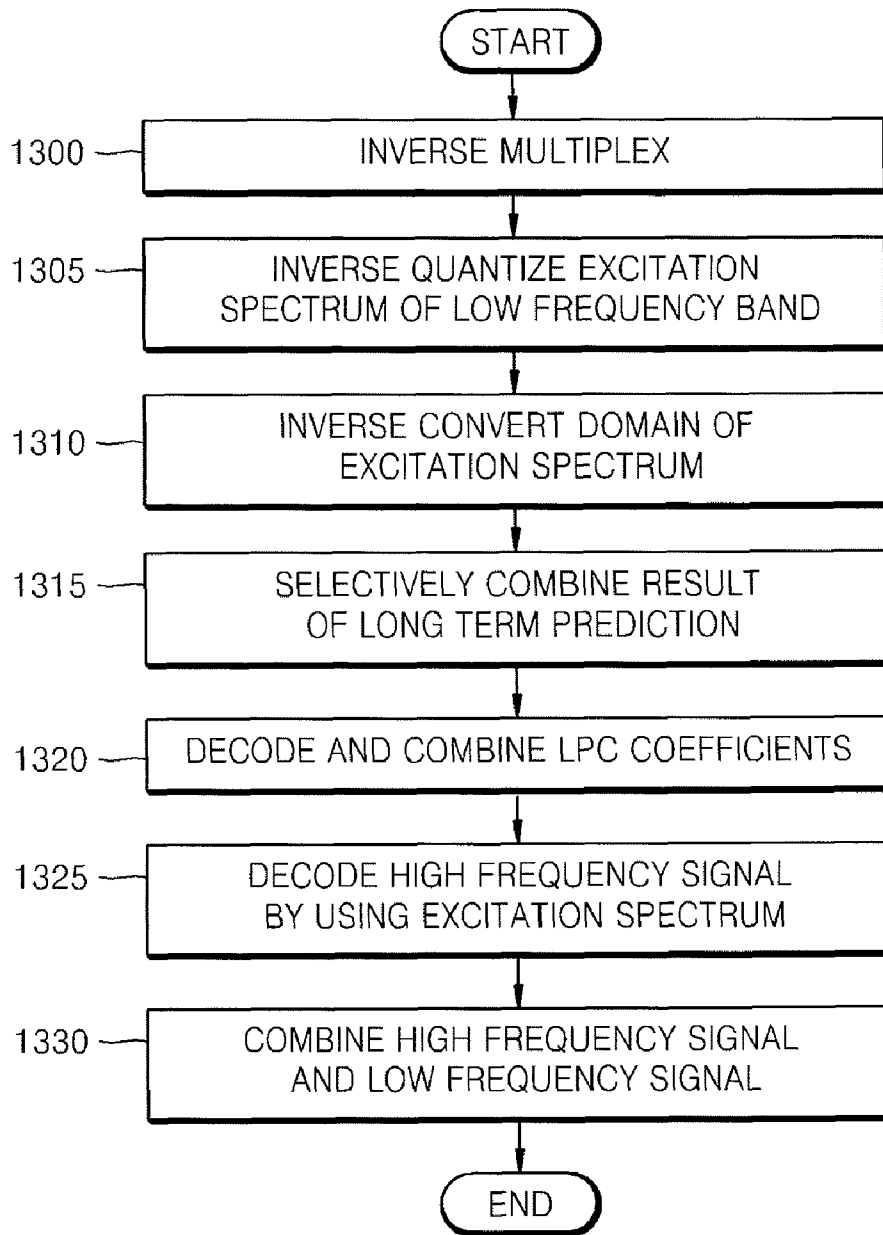 START
1300
INVERSE MULTIPLEX
1305
INVERSE QUANTIZE EXCITATION
SPECTRUM OF LOW FREQUENCY BAND
1310
INVERSE CONVERT DOMAIN OF
EXCITATION SPECTRUM
1315
SELECTIVELY COMBINE RESULT
OF LONG TERM PREDICTION
1320
DECODE AND COMBINE LPC COEFFICIENTS
1325
DECODE HIGH FREQUENCY SIGNAL
BY USING EXCITATION SPECTRUM
1330
COMBINE HIGH FREQUENCY SIGNAL
AND LOW FREQUENCY SIGNAL
END